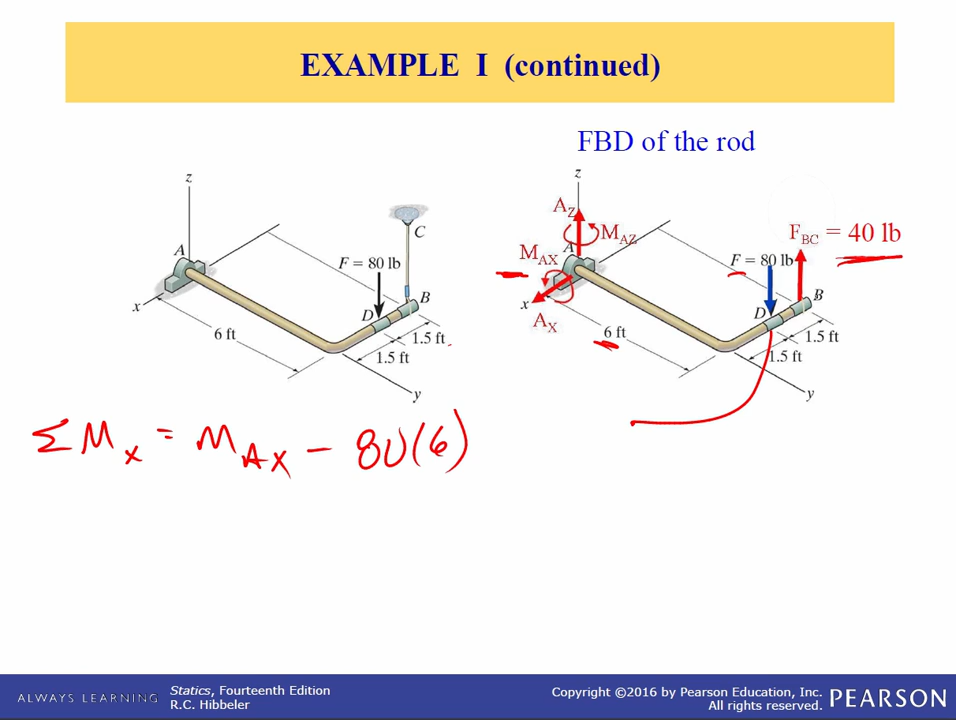 EXAMPLE I (continued)
FBD of the rod
z
A
x
F = 80 lb
C
D
B
6 ft
1.5 ft
1.5 ft
y
z
A_Z
M_AZ
A
M_AX
x
A_X
F = 80 lb
F_BC = 40 lb
D
B
6 ft
1.5 ft
1.5 ft
y
Σ M_x = M_AX − 80(6)
ALWAYS LEARNING
Statics, Fourteenth Edition
R.C. Hibbeler
Copyright ©2016 by Pearson Education, Inc.
All rights reserved.
PEARSON